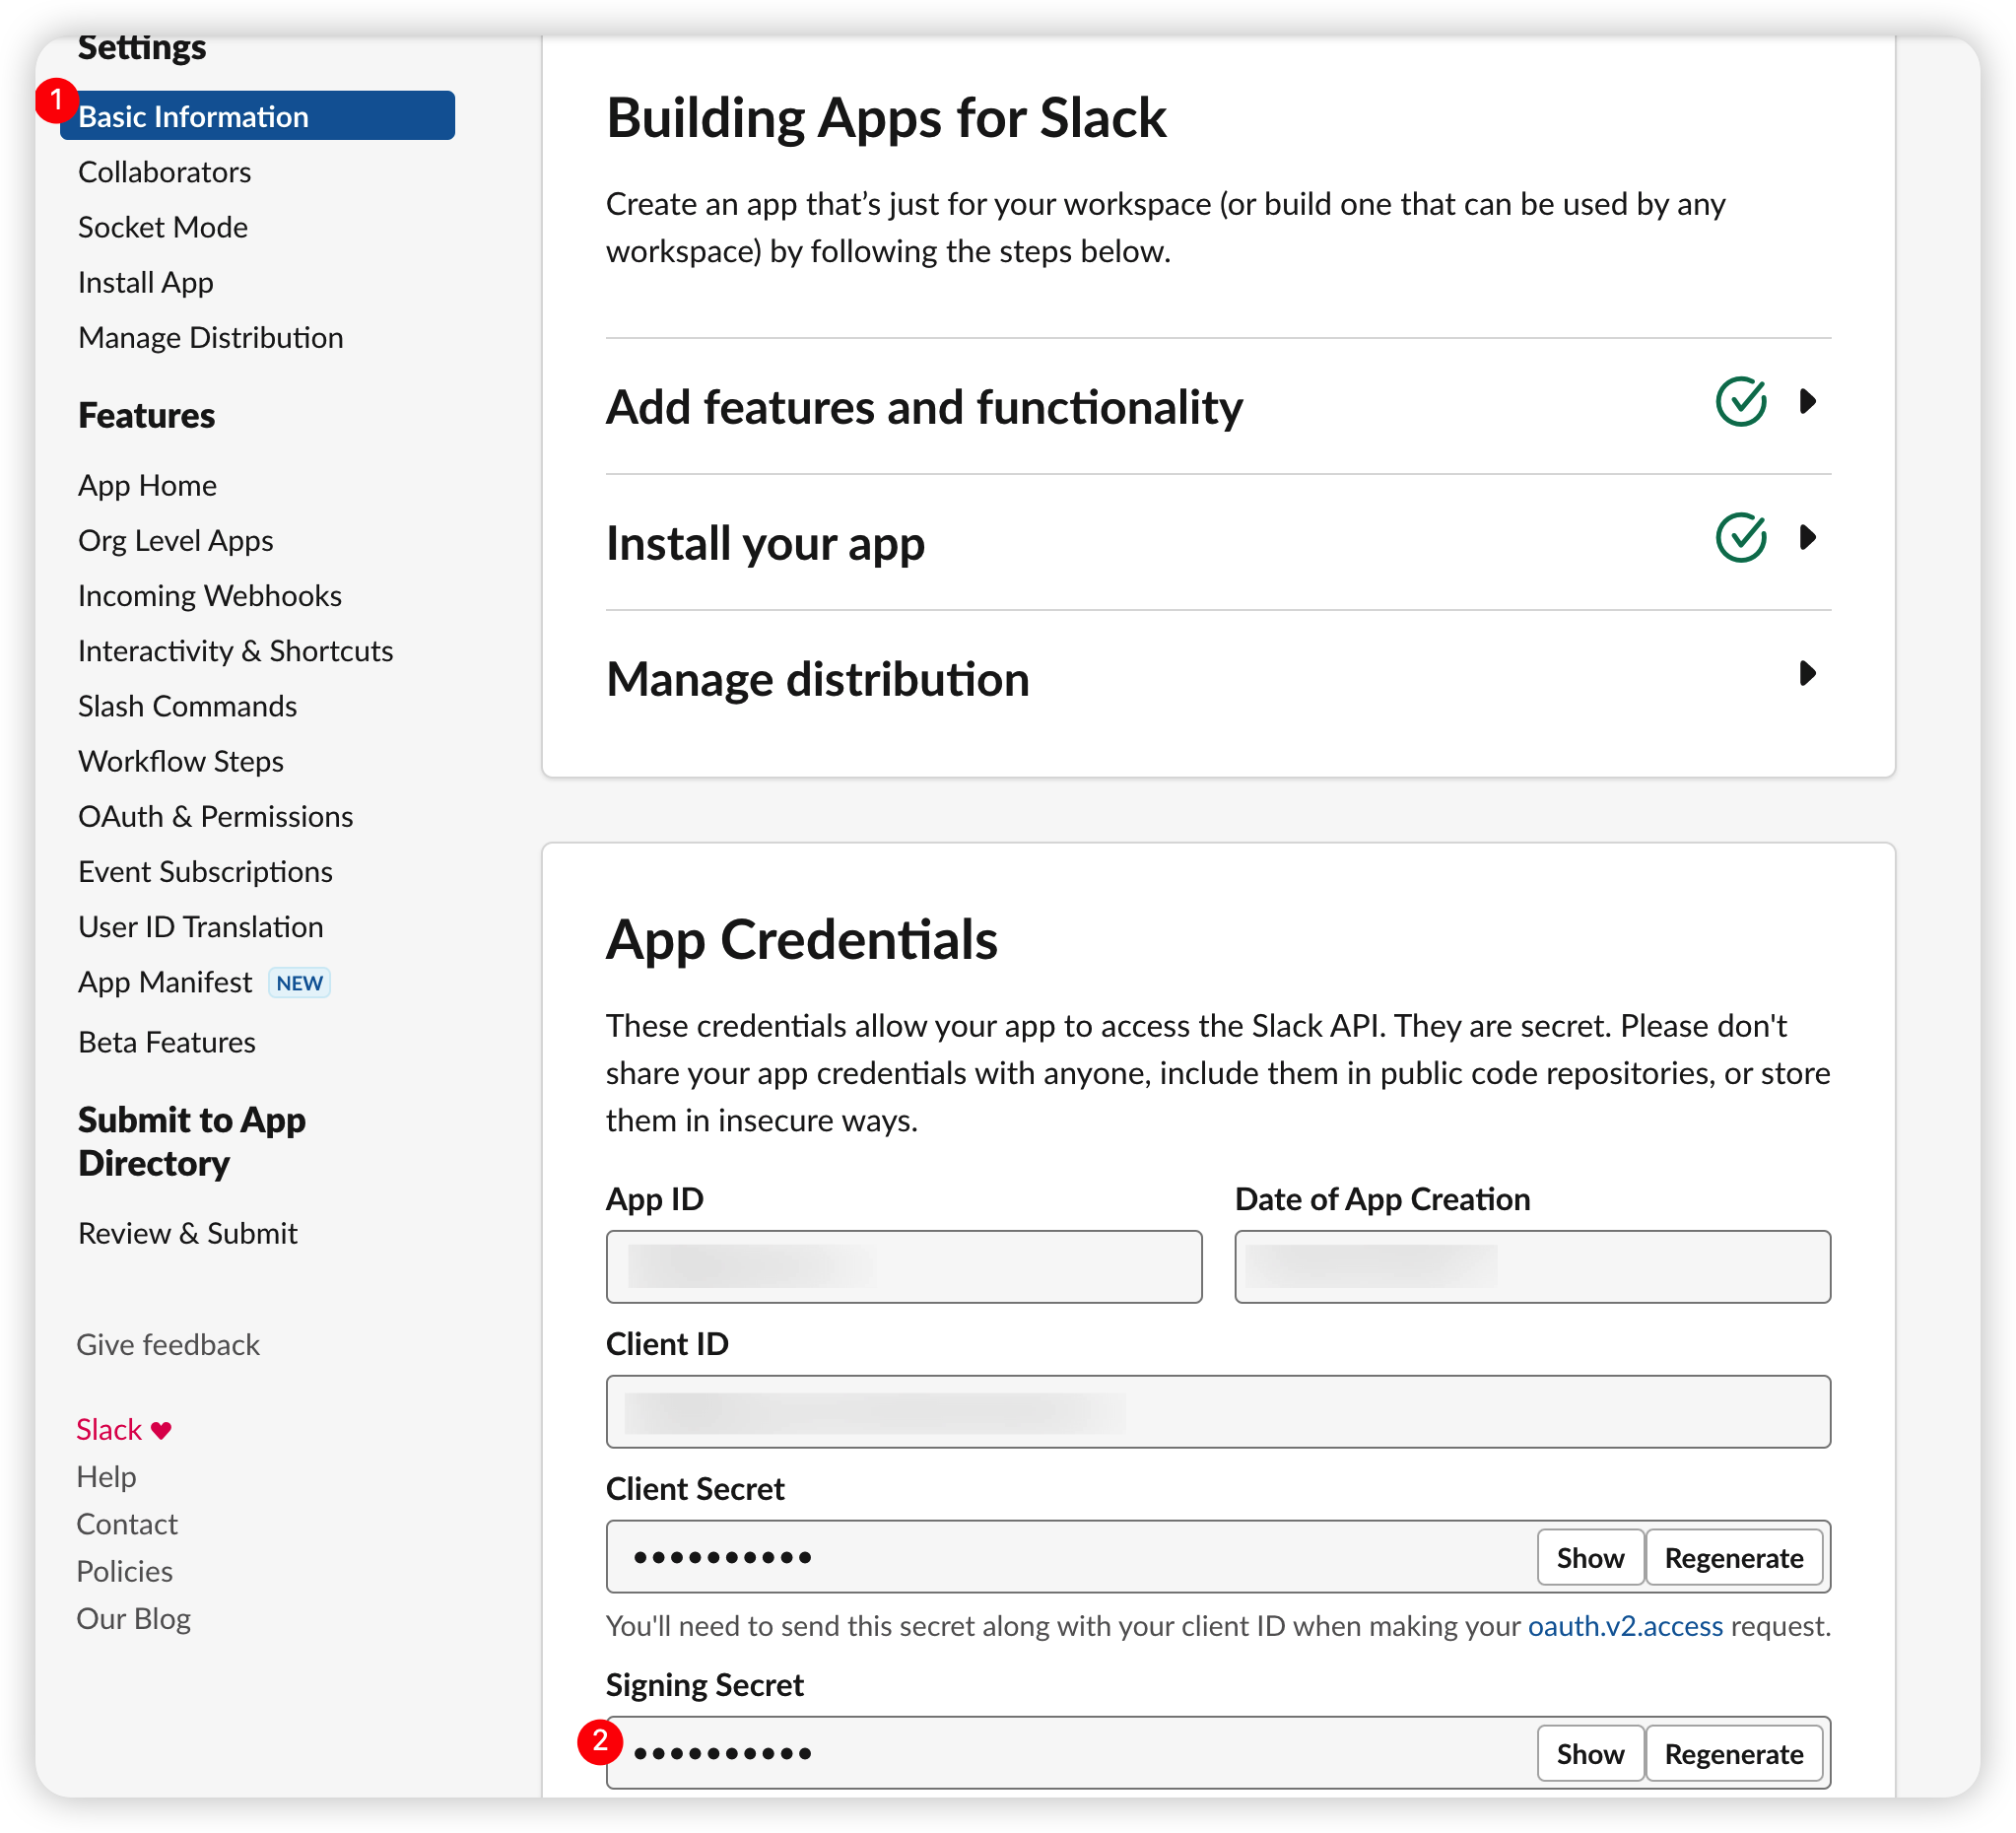 Settings
1
Basic Information
Collaborators
Socket Mode
Install App
Manage Distribution
Features
App Home
Org Level Apps
Incoming Webhooks
Interactivity & Shortcuts
Slash Commands
Workflow Steps
OAuth & Permissions
Event Subscriptions
User ID Translation
App Manifest NEW
Beta Features
Submit to App
Directory
Review & Submit
Give feedback
Slack ♥
Help
Contact
Policies
Our Blog
Building Apps for Slack
Create an app that’s just for your workspace (or build one that can be used by any
workspace) by following the steps below.
Add features and functionality
Install your app
Manage distribution
App Credentials
These credentials allow your app to access the Slack API. They are secret. Please don't
share your app credentials with anyone, include them in public code repositories, or store
them in insecure ways.
App ID
Date of App Creation
Client ID
Client Secret
•••••••••• Show Regenerate
You'll need to send this secret along with your client ID when making your oauth.v2.access request.
Signing Secret
2
•••••••••• Show Regenerate